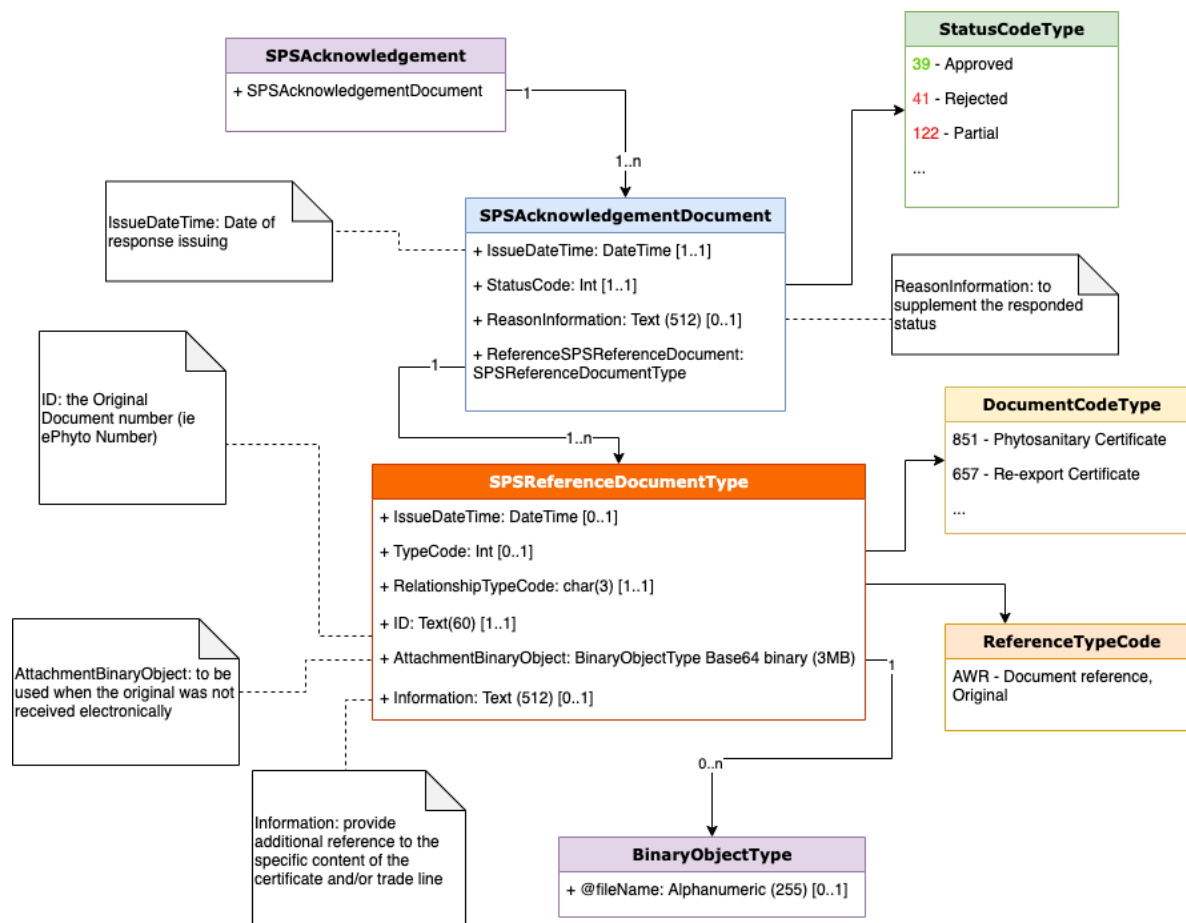 SPSAcknowledgement
+ SPSAcknowledgementDocument
StatusCodeType
39 - Approved
41 - Rejected
122 - Partial
...
1
1..n
IssueDateTime: Date of
response issuing
SPSAcknowledgementDocument
+ IssueDateTime: DateTime [1..1]
+ StatusCode: Int [1..1]
+ ReasonInformation: Text (512) [0..1]
+ ReferenceSPSReferenceDocument:
SPSReferenceDocumentType
ReasonInformation: to
supplement the responded
status
1
1..n
ID: the Original
Document number (ie
ePhyto Number)
DocumentCodeType
851 - Phytosanitary Certificate
657 - Re-export Certificate
...
SPSReferenceDocumentType
+ IssueDateTime: DateTime [0..1]
+ TypeCode: Int [0..1]
+ RelationshipTypeCode: char(3) [1..1]
+ ID: Text(60) [1..1]
+ AttachmentBinaryObject: BinaryObjectType Base64 binary (3MB)
+ Information: Text (512) [0..1]
ReferenceTypeCode
AWR - Document reference,
Original
AttachmentBinaryObject: to be
used when the original was not
received electronically
1
0..n
Information: provide
additional reference to the
specific content of the
certificate and/or trade line
BinaryObjectType
+ @fileName: Alphanumeric (255) [0..1]